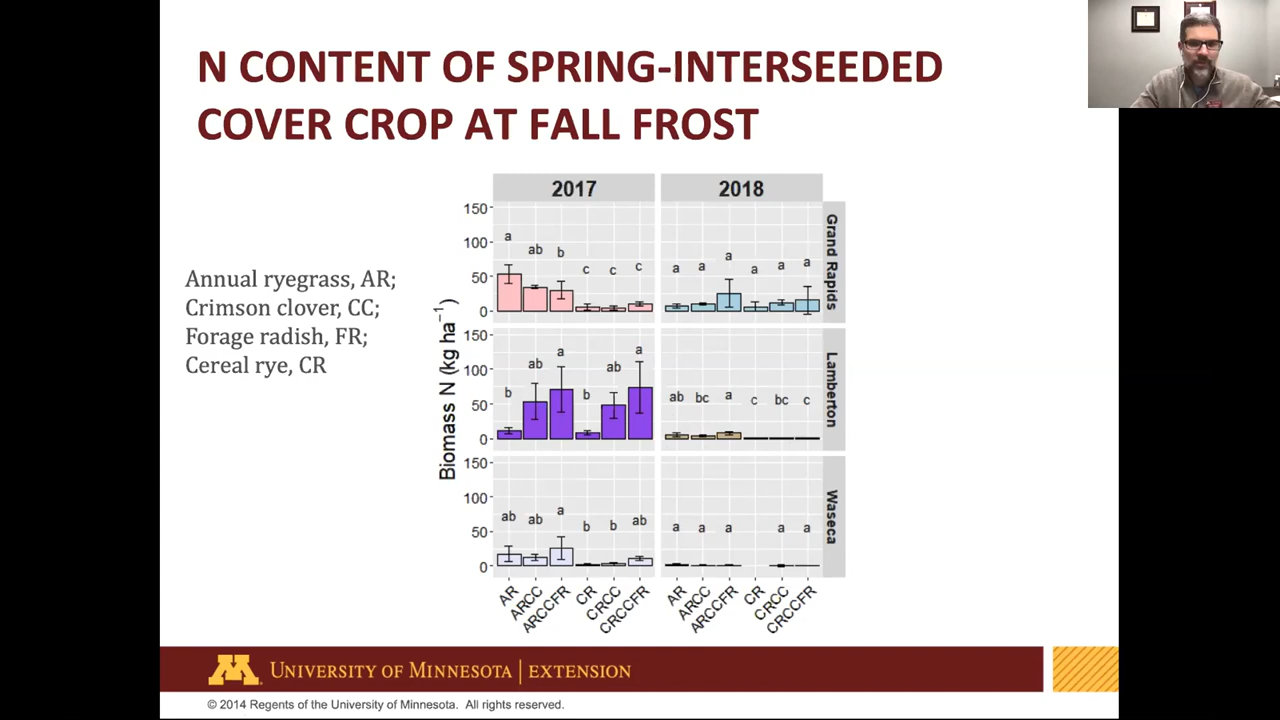 N CONTENT OF SPRING-INTERSEEDED
COVER CROP AT FALL FROST
Annual ryegrass, AR;
Crimson clover, CC;
Forage radish, FR;
Cereal rye, CR
Biomass N (kg ha⁻¹)
2017 2018
150
100
50
0
a ab b c c c
a a a a a a
Grand Rapids
150
100
50
0
b ab a b ab a
ab bc a c bc c
Lamberton
150
100
50
0
ab ab a b b ab
a a a a a
Waseca
AR ARCC ARCCFR CR CRCC CRCCFR AR ARCC ARCCFR CR CRCC CRCCFR
M UNIVERSITY OF MINNESOTA | EXTENSION
© 2014 Regents of the University of Minnesota. All rights reserved.